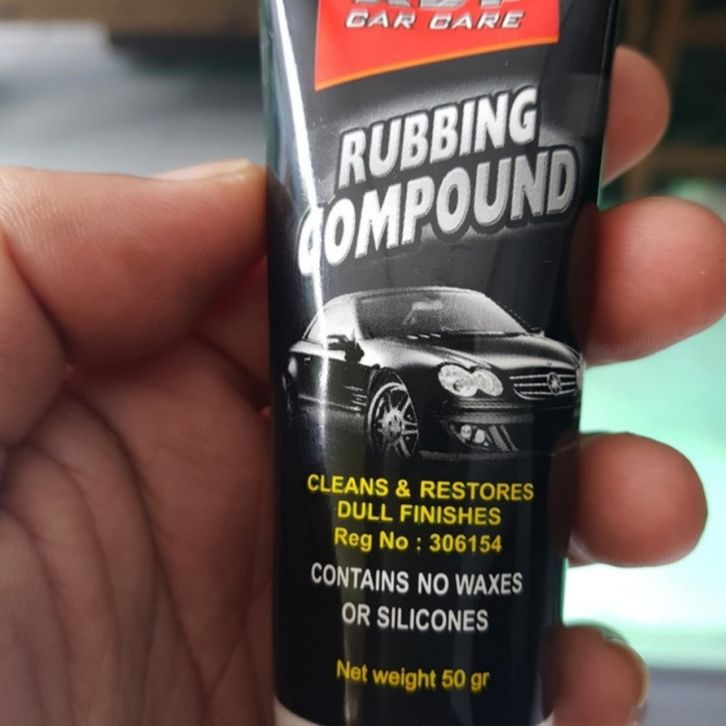 CAR CARE
RUBBING
COMPOUND
CLEANS & RESTORES
DULL FINISHES
Reg No : 306154
CONTAINS NO WAXES
OR SILICONES
Net weight 50 gr